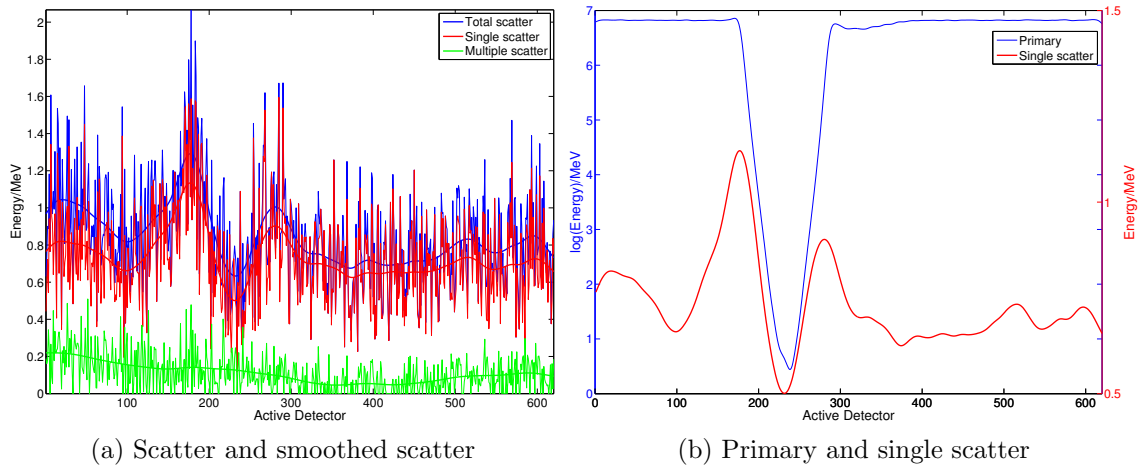 Total scatter
Single scatter
Multiple scatter
Energy/MeV
2
1.8
1.6
1.4
1.2
1
0.8
0.6
0.4
0.2
0
100
200
300
400
500
600
Active Detector
(a) Scatter and smoothed scatter
Primary
Single scatter
log(Energy)/MeV
7
6
5
4
3
2
1
0
0
100
200
300
400
500
600
Active Detector
1.5
1
0.5
Energy/MeV
(b) Primary and single scatter